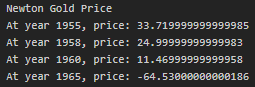 Newton Gold Price
At year 1955, price: 33.719999999999985
At year 1958, price: 24.99999999999983
At year 1960, price: 11.46999999999958
At year 1965, price: -64.53000000000186